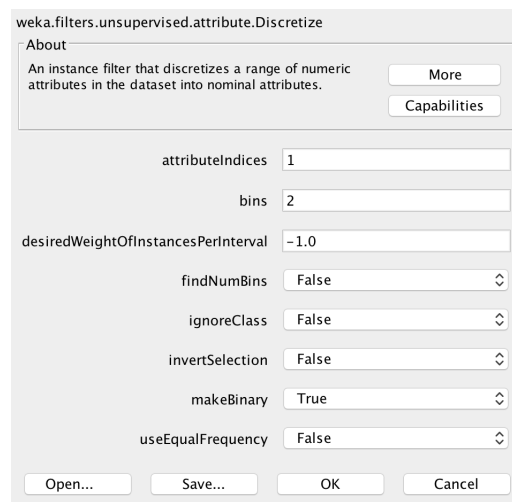 weka.filters.unsupervised.attribute.Discretize
About
An instance filter that discretizes a range of numeric
attributes in the dataset into nominal attributes.
More
Capabilities
attributeIndices 1
bins 2
desiredWeightOfInstancesPerInterval -1.0
findNumBins False
ignoreClass False
invertSelection False
makeBinary True
useEqualFrequency False
Open... Save... OK Cancel